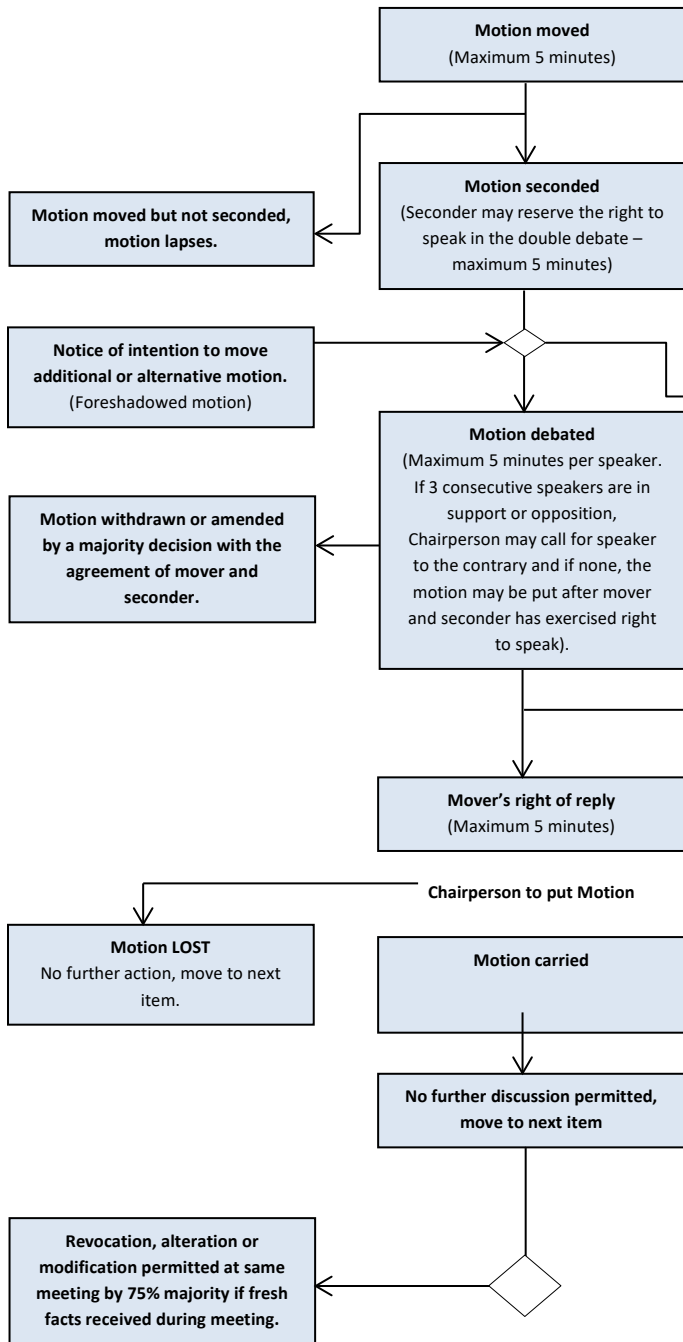 Motion moved
(Maximum 5 minutes)
Motion seconded
(Seconder may reserve the right to
speak in the double debate –
maximum 5 minutes)
Motion moved but not seconded,
motion lapses.
Notice of intention to move
additional or alternative motion.
(Foreshadowed motion)
Motion debated
(Maximum 5 minutes per speaker.
If 3 consecutive speakers are in
support or opposition,
Chairperson may call for speaker
to the contrary and if none, the
motion may be put after mover
and seconder has exercised right
to speak).
Motion withdrawn or amended
by a majority decision with the
agreement of mover and
seconder.
Mover’s right of reply
(Maximum 5 minutes)
Chairperson to put Motion
Motion LOST
No further action, move to next
item.
Motion carried
No further discussion permitted,
move to next item
Revocation, alteration or
modification permitted at same
meeting by 75% majority if fresh
facts received during meeting.